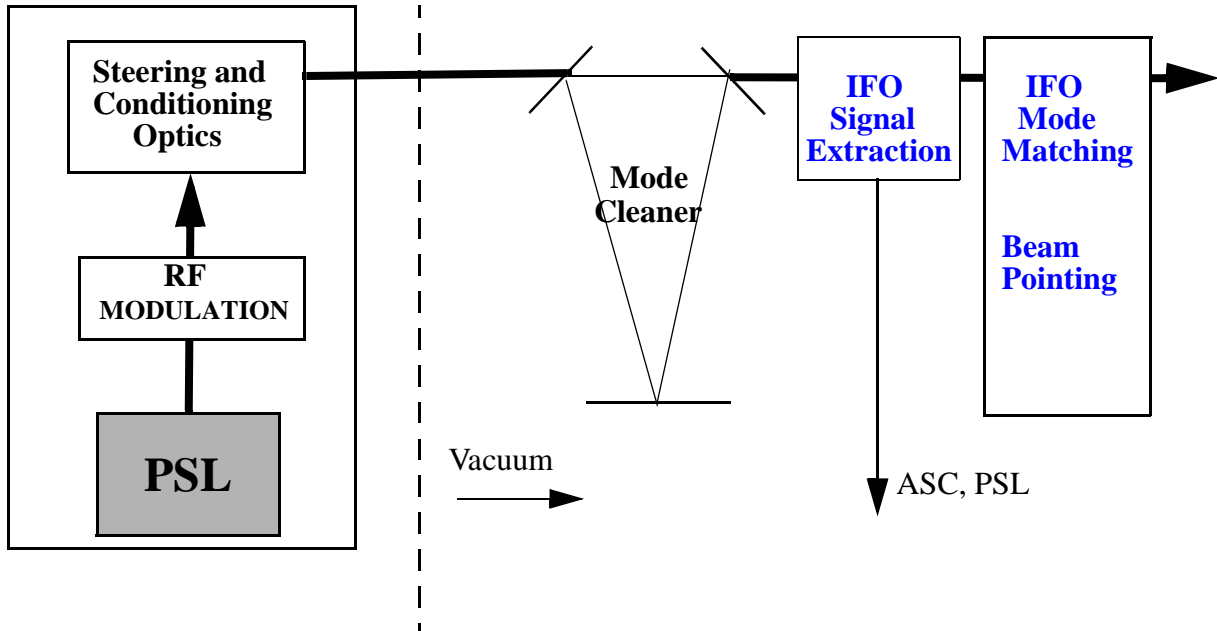 Steering and
Conditioning
Optics
RF
MODULATION
PSL
Vacuum
Mode
Cleaner
IFO
Signal
Extraction
ASC, PSL
IFO
Mode
Matching
Beam
Pointing